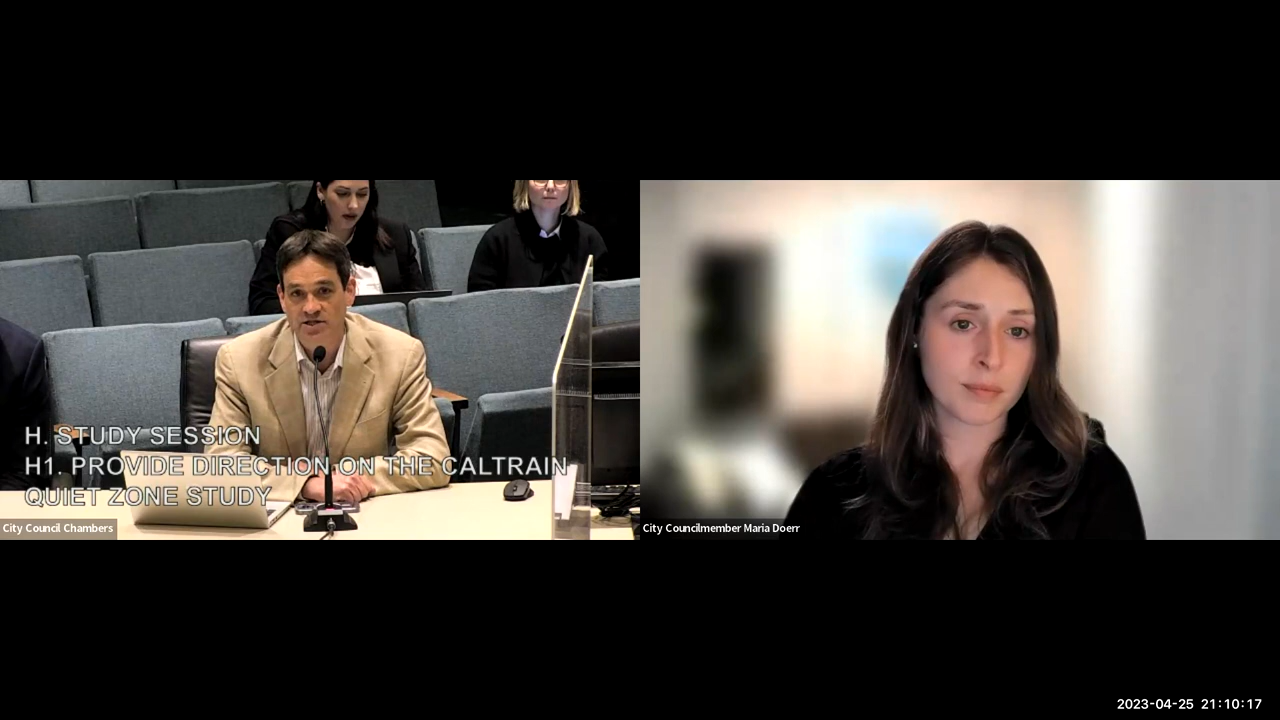 H. STUDY SESSION
H1. PROVIDE DIRECTION ON THE CALTRAIN
QUIET ZONE STUDY
City Council Chambers
City Councilmember Maria Doerr
2023-04-25 21:10:17